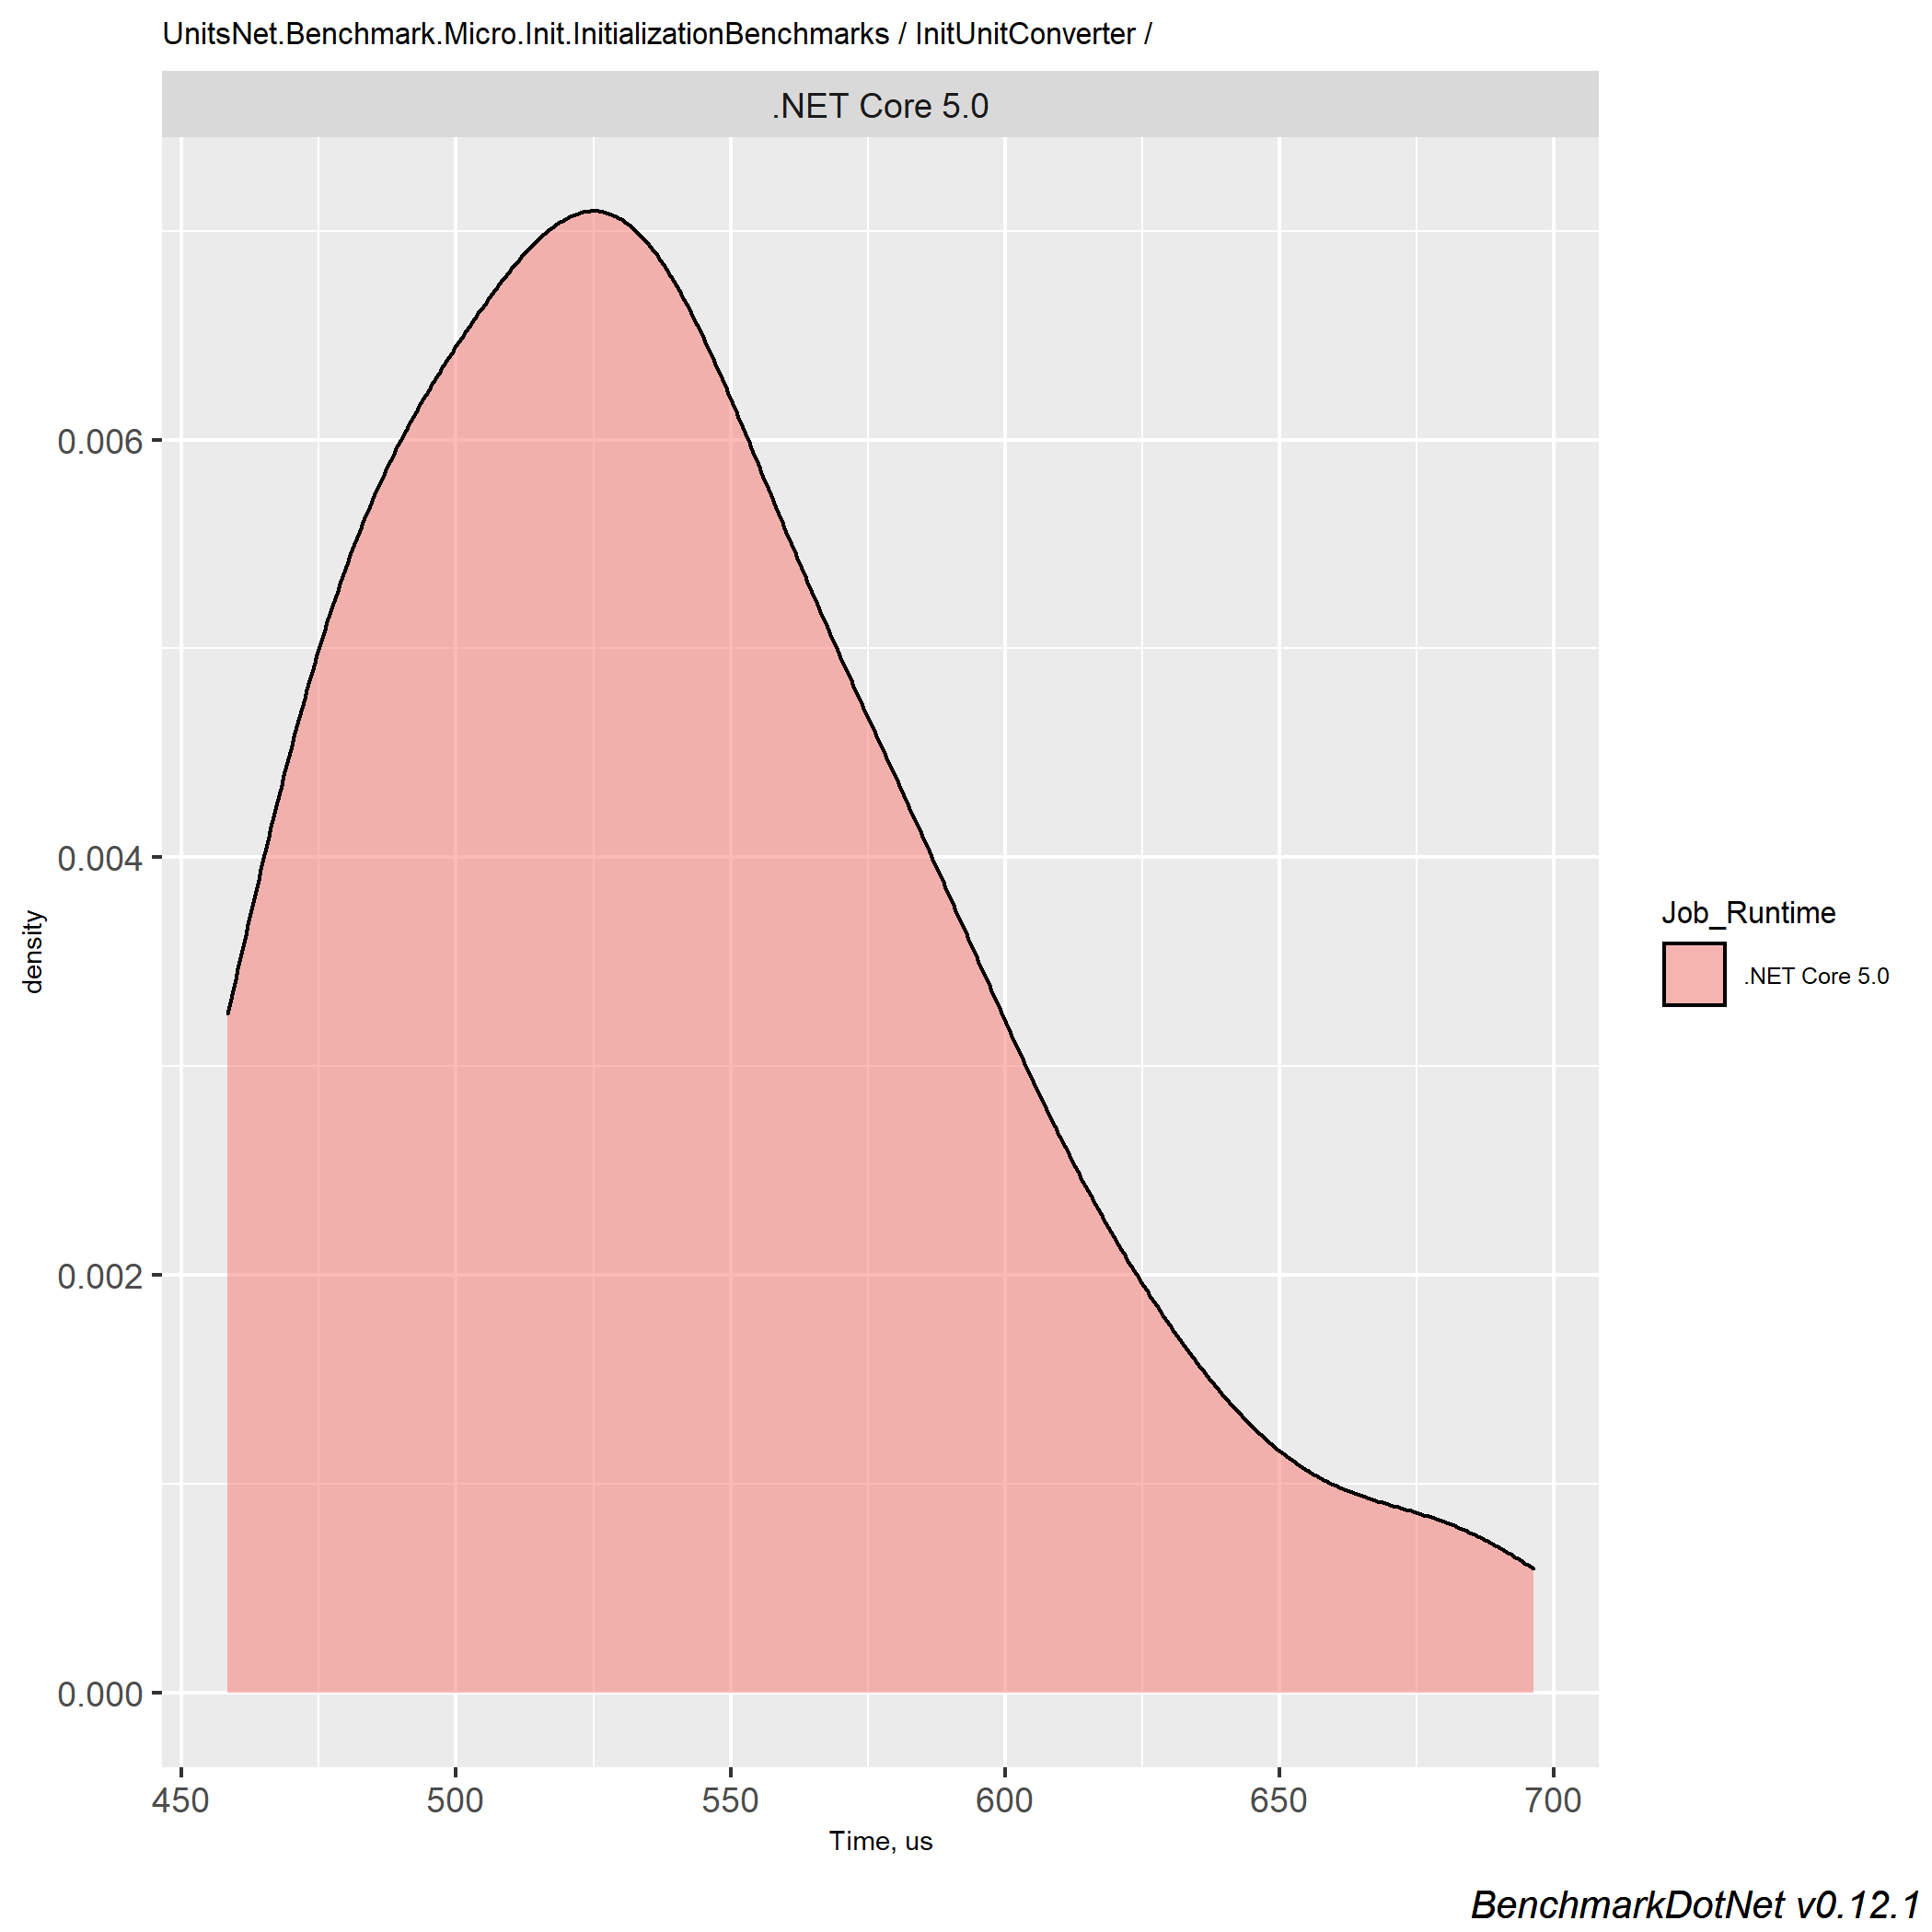 UnitsNet.Benchmark.Micro.Init.InitializationBenchmarks / InitUnitConverter /
.NET Core 5.0
0.006
0.004
0.002
0.000
density
450 500 550 600 650 700
Time, us
Job_Runtime
.NET Core 5.0
BenchmarkDotNet v0.12.1